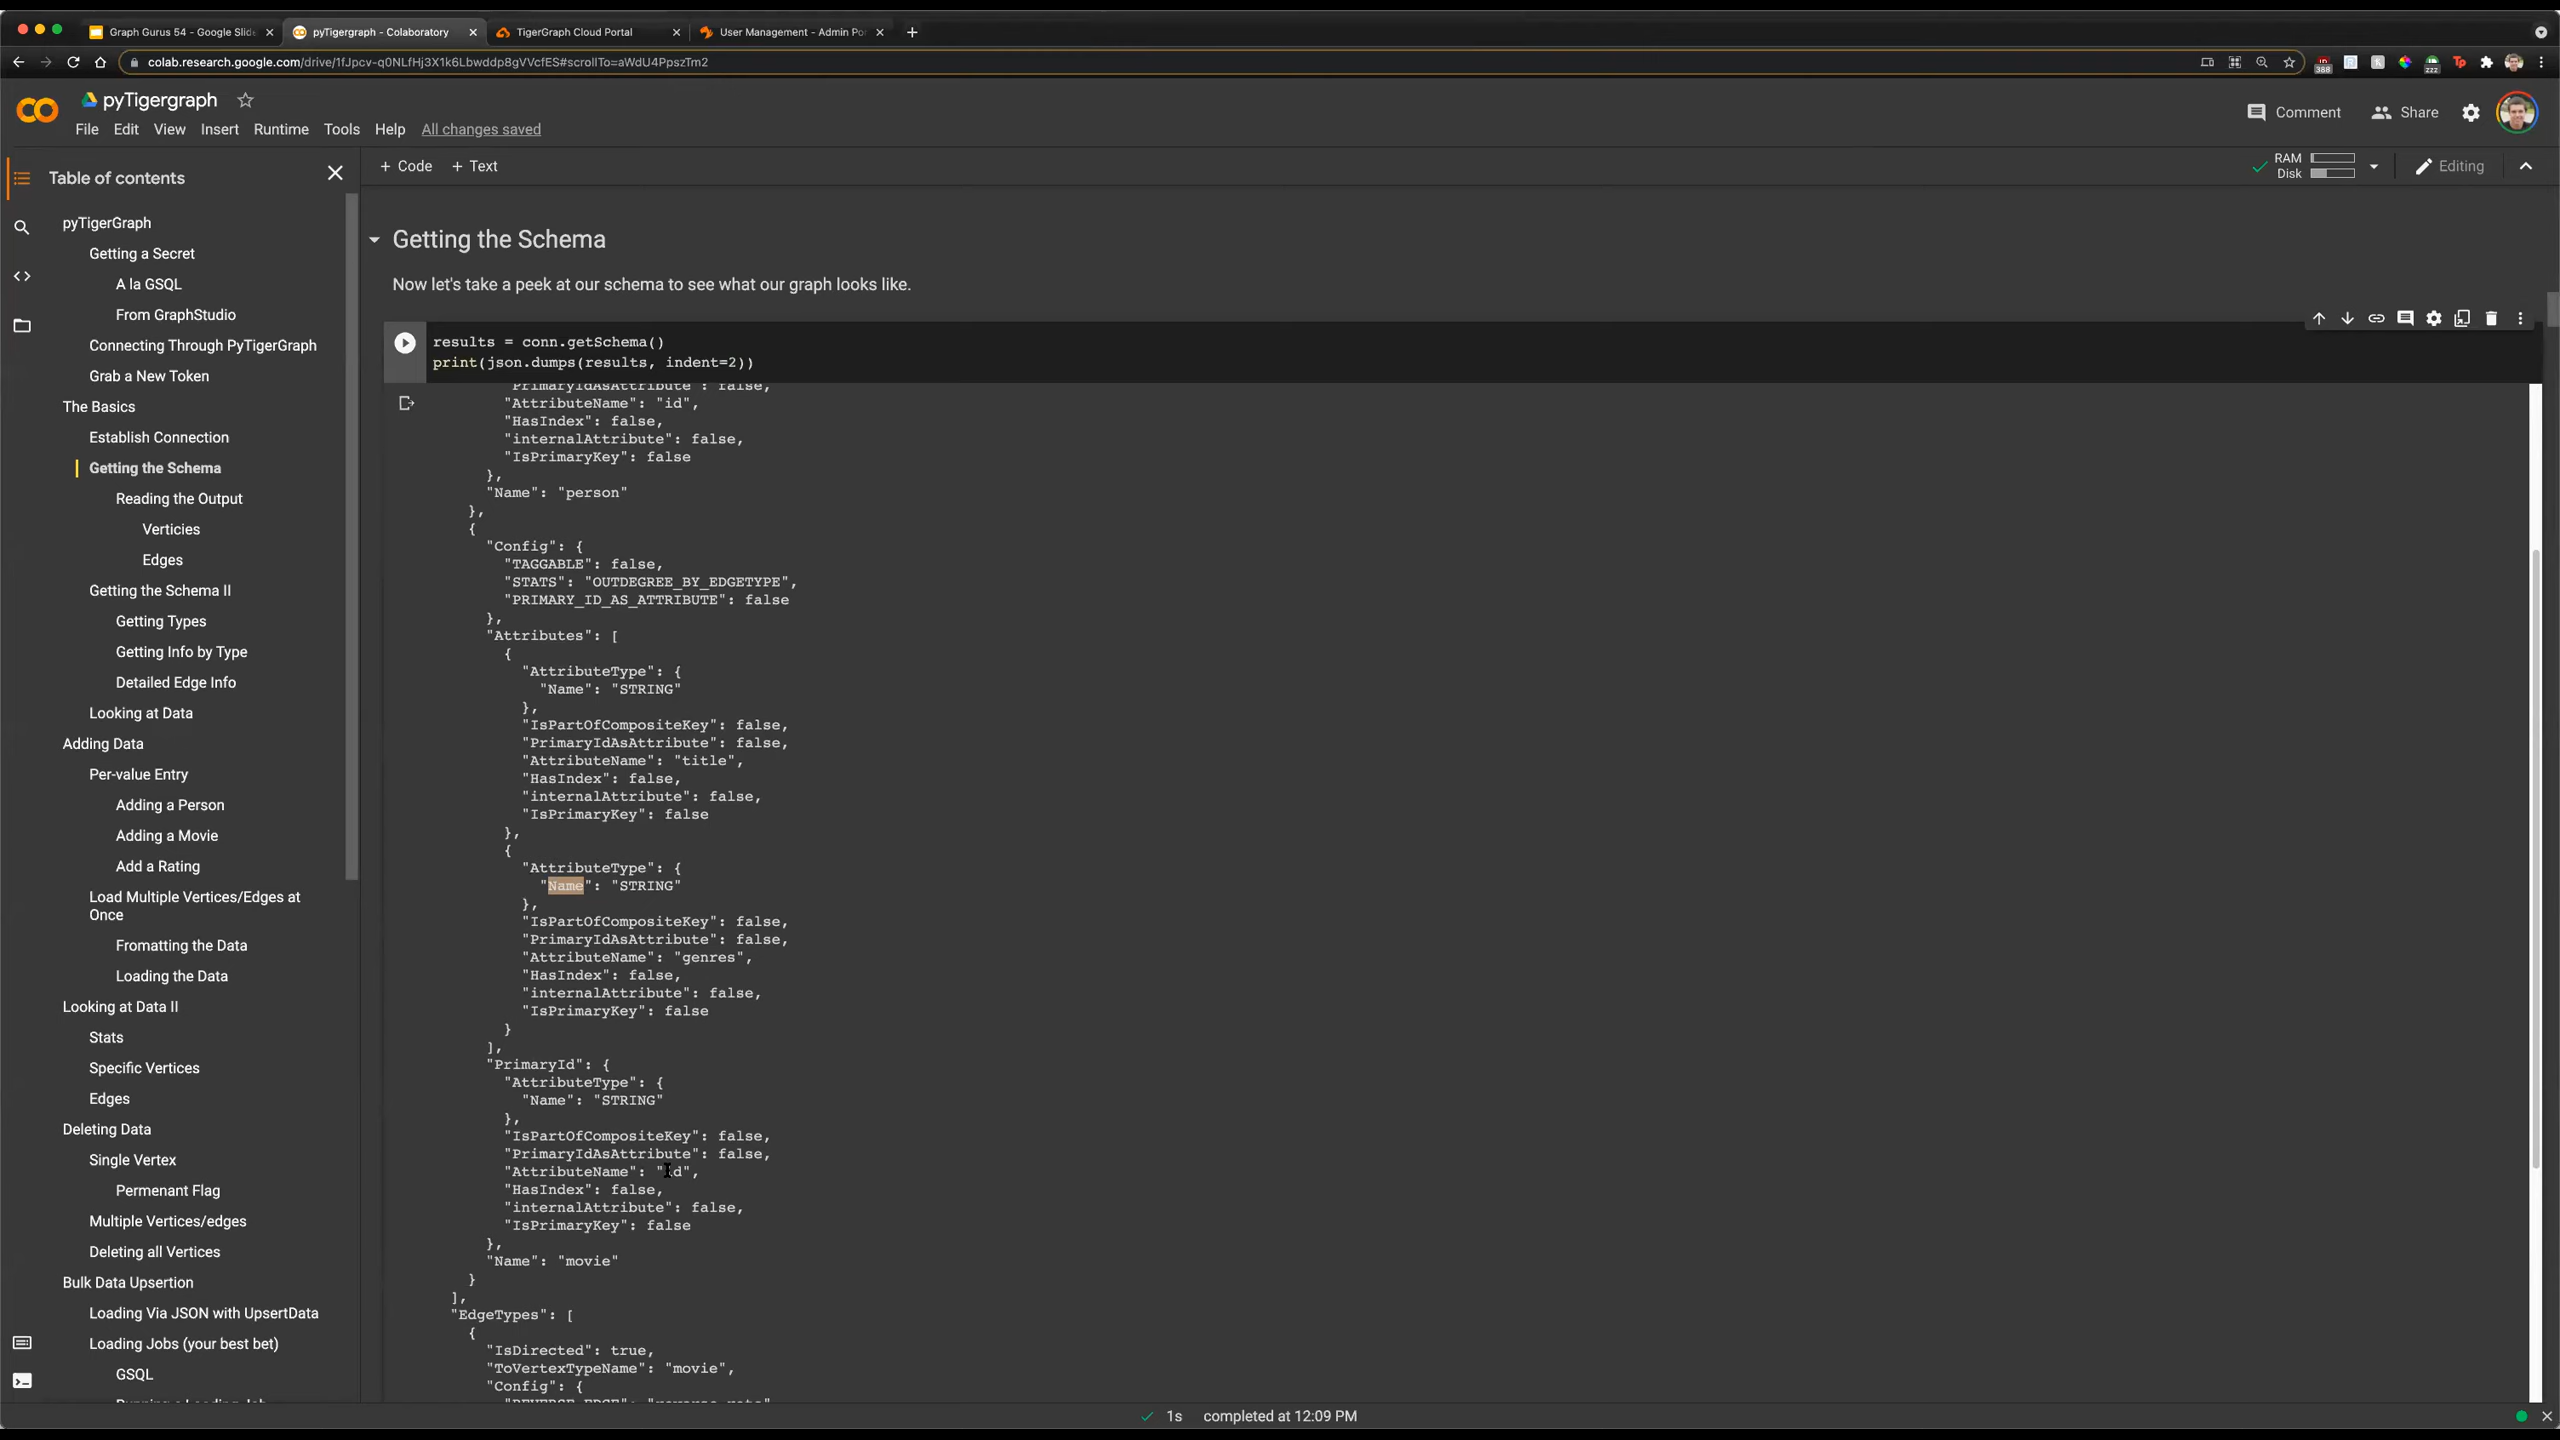 Graph Gurus 54 - Google Slide
pyTigergraph - Colaboratory
TigerGraph Cloud Portal
User Management - Admin Po
colab.research.google.com/drive/1fJpcv-q0NLfHj3X1k6Lbwddp8gVVcfES#scrollTo=aWdU4PpszTm2
pyTigergraph
File Edit View Insert Runtime Tools Help All changes saved
Comment Share
+ Code + Text
RAM
Disk
Editing
Table of contents
pyTigerGraph
Getting a Secret
A la GSQL
From GraphStudio
Connecting Through PyTigerGraph
Grab a New Token
The Basics
Establish Connection
Getting the Schema
Reading the Output
Verticies
Edges
Getting the Schema II
Getting Types
Getting Info by Type
Detailed Edge Info
Looking at Data
Adding Data
Per-value Entry
Adding a Person
Adding a Movie
Add a Rating
Load Multiple Vertices/Edges at
Once
Fromatting the Data
Loading the Data
Looking at Data II
Stats
Specific Vertices
Edges
Deleting Data
Single Vertex
Permenant Flag
Multiple Vertices/edges
Deleting all Vertices
Bulk Data Upsertion
Loading Via JSON with UpsertData
Loading Jobs (your best bet)
GSQL
Getting the Schema
Now let's take a peek at our schema to see what our graph looks like.
results = conn.getSchema()
print(json.dumps(results, indent=2))
"PrimaryIdAsAttribute": false,
"AttributeName": "id",
"HasIndex": false,
"internalAttribute": false,
"IsPrimaryKey": false
},
"Name": "person"
},
{
"Config": {
"TAGGABLE": false,
"STATS": "OUTDEGREE_BY_EDGETYPE",
"PRIMARY_ID_AS_ATTRIBUTE": false
},
"Attributes": [
{
"AttributeType": {
"Name": "STRING"
},
"IsPartOfCompositeKey": false,
"PrimaryIdAsAttribute": false,
"AttributeName": "title",
"HasIndex": false,
"internalAttribute": false,
"IsPrimaryKey": false
},
{
"AttributeType": {
"Name": "STRING"
},
"IsPartOfCompositeKey": false,
"PrimaryIdAsAttribute": false,
"AttributeName": "genres",
"HasIndex": false,
"internalAttribute": false,
"IsPrimaryKey": false
}
],
"PrimaryId": {
"AttributeType": {
"Name": "STRING"
},
"IsPartOfCompositeKey": false,
"PrimaryIdAsAttribute": false,
"AttributeName": "id",
"HasIndex": false,
"internalAttribute": false,
"IsPrimaryKey": false
},
"Name": "movie"
}
],
"EdgeTypes": [
{
"IsDirected": true,
"ToVertexTypeName": "movie",
"Config": {
1s completed at 12:09 PM